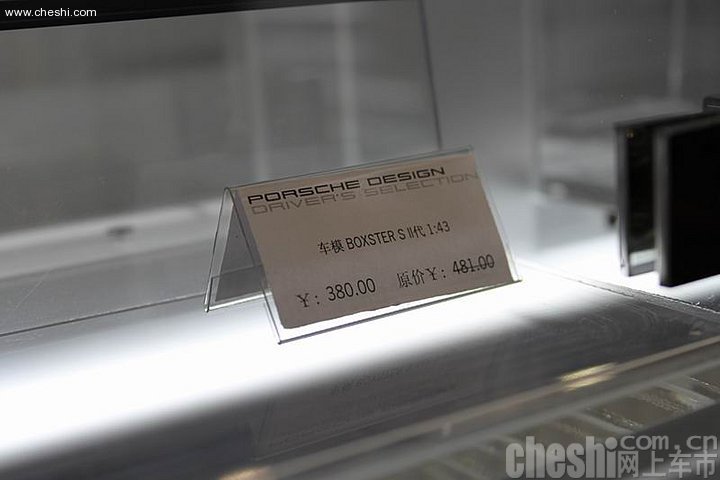 www.cheshi.com
PORSCHE DESIGN
DRIVER'S SELECTION
车模 BOXSTER S II代 1:43
¥: 380.00 原价¥: 481.00
cheshi.com.cn
网上车市